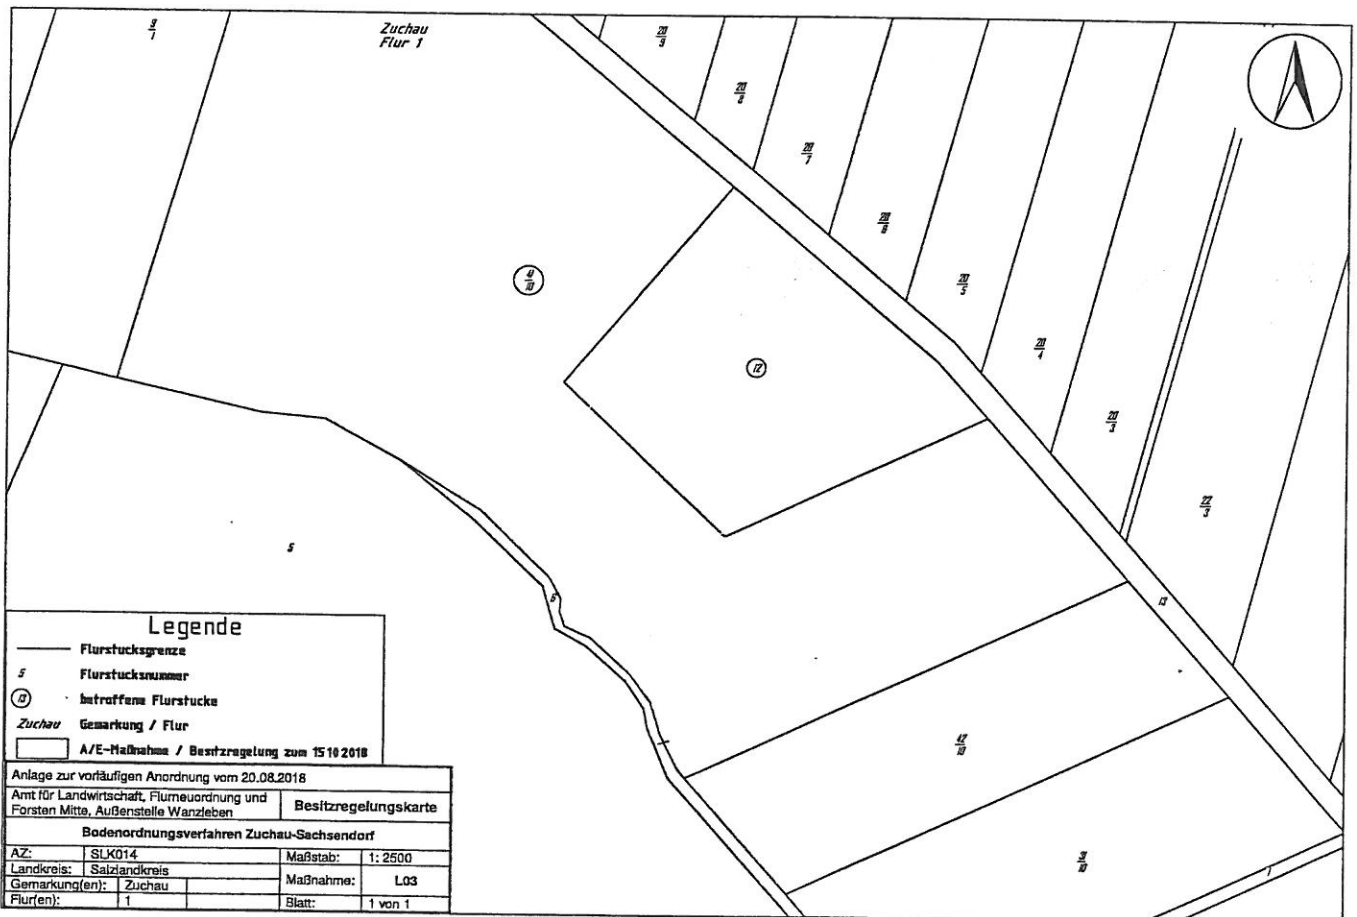 Zuchau
Flur 1
9
1
20
9
20
8
20
7
20
6
20
5
20
4
20
3
22
3
10
12
13
5
6
42
10
31
10
1
Legende
Flurstucksgrenze
5 Flurstucksnummer
13 betroffene Flurstucke
Zuchau Gemarkung / Flur
A/E-Maßnahme / Besitzregelung zum 15 10 2018
Anlage zur vorläufigen Anordnung vom 20.08.2018
Amt für Landwirtschaft, Flurneuordnung und
Forsten Mitte, Außenstelle Wanzleben
Besitzregelungskarte
Bodenordnungsverfahren Zuchau-Sachsendorf
AZ: SLK014 Maßstab: 1: 2500
Landkreis: Salzlandkreis
Maßnahme: L03
Gemarkung(en): Zuchau
Flur(en): 1 Blatt: 1 von 1